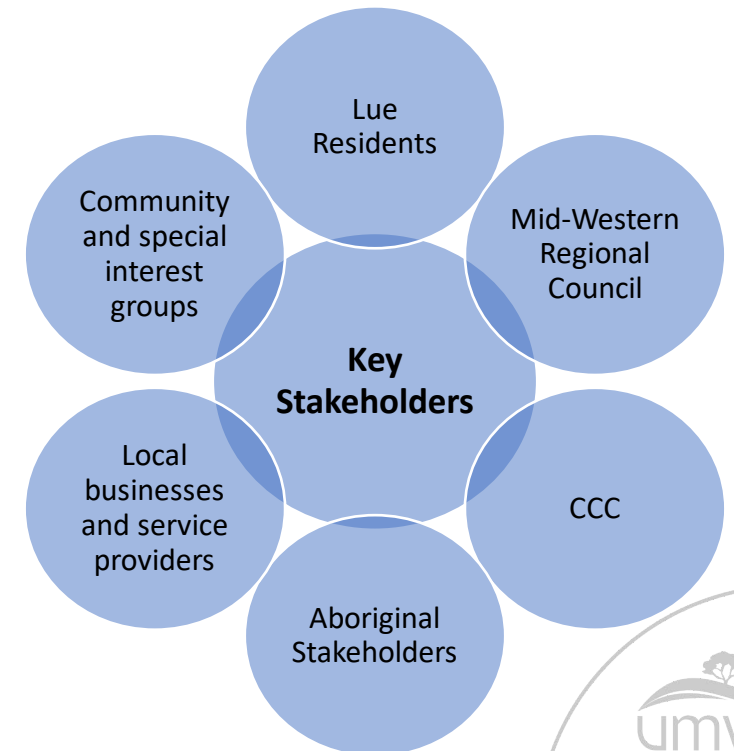 Lue
Residents
Mid-Western
Regional
Council
CCC
Aboriginal
Stakeholders
Local
businesses
and service
providers
Community
and special
interest
groups
Key
Stakeholders